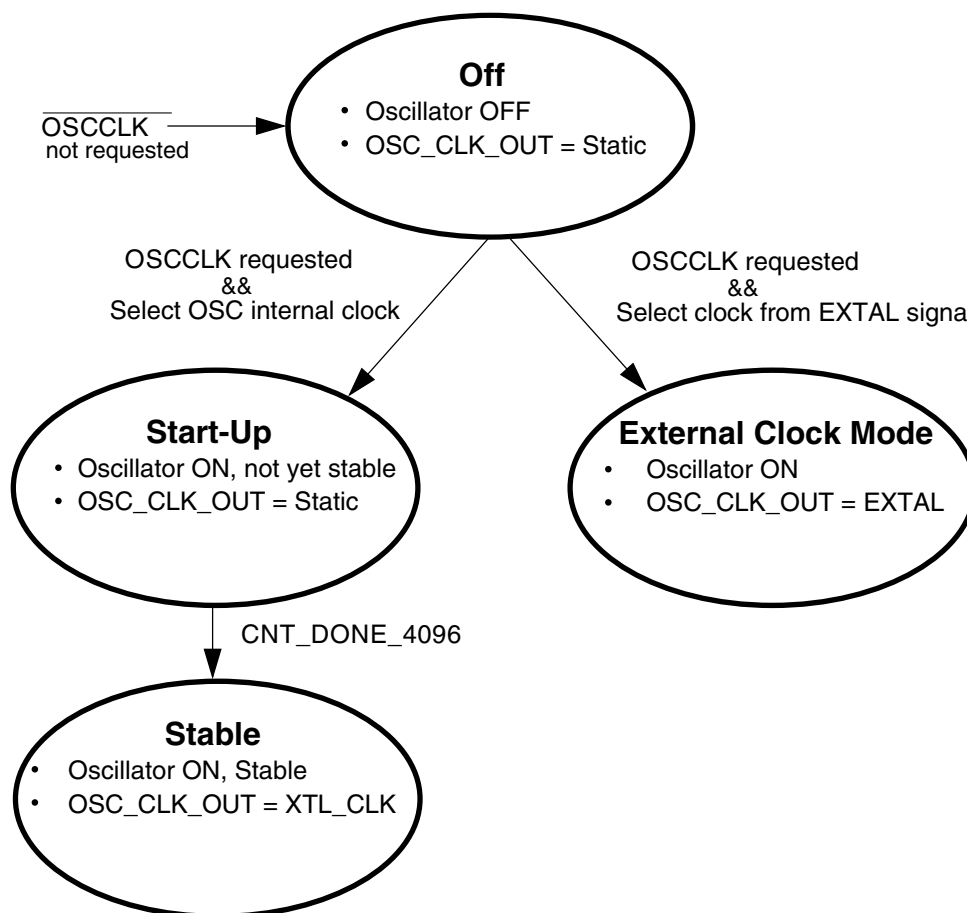 Off
• Oscillator OFF
• OSC_CLK_OUT = Static
OSCCLK
not requested
OSCCLK requested
&&
Select OSC internal clock
OSCCLK requested
&&
Select clock from EXTAL signa
Start-Up
• Oscillator ON, not yet stable
• OSC_CLK_OUT = Static
External Clock Mode
• Oscillator ON
• OSC_CLK_OUT = EXTAL
CNT_DONE_4096
Stable
• Oscillator ON, Stable
• OSC_CLK_OUT = XTL_CLK